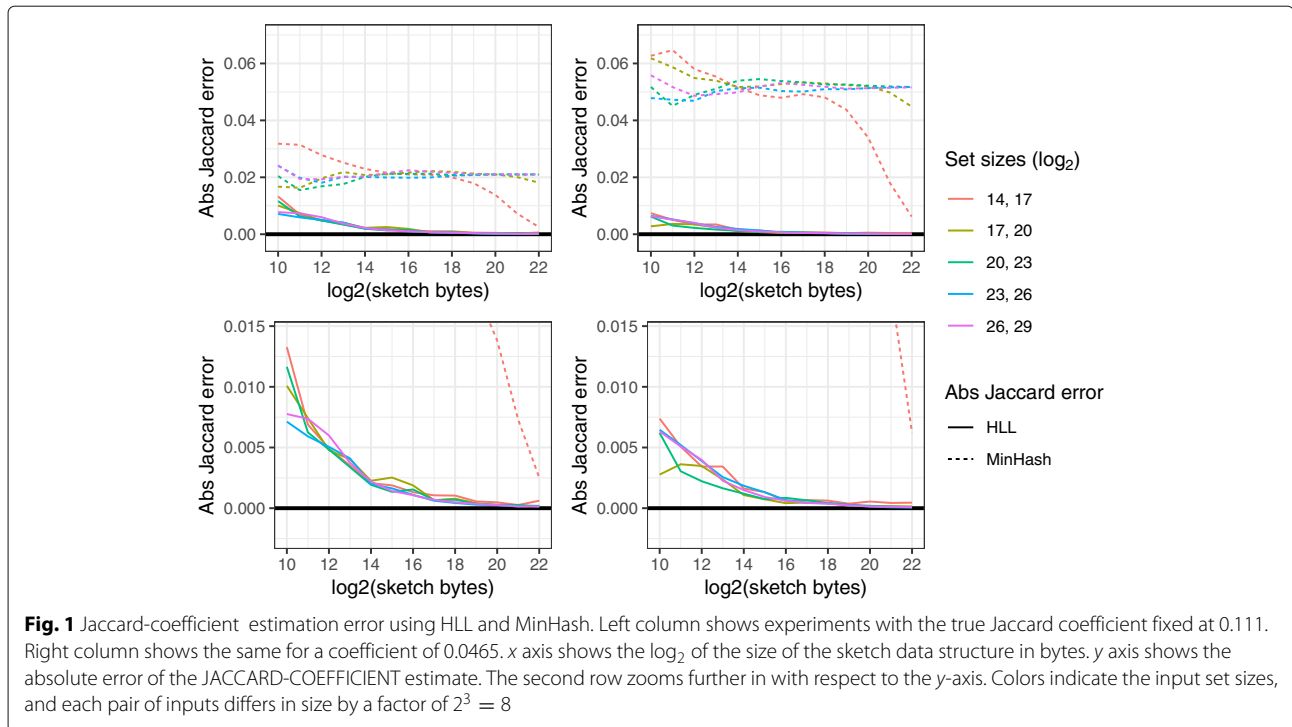 Abs Jaccard error
0.06
0.04
0.02
0.00
10 12 14 16 18 20 22
log2(sketch bytes)
Abs Jaccard error
0.06
0.04
0.02
0.00
10 12 14 16 18 20 22
log2(sketch bytes)
Abs Jaccard error
0.015
0.010
0.005
0.000
10 12 14 16 18 20 22
log2(sketch bytes)
Abs Jaccard error
0.015
0.010
0.005
0.000
10 12 14 16 18 20 22
log2(sketch bytes)
Set sizes (log₂)
14, 17
17, 20
20, 23
23, 26
26, 29
Abs Jaccard error
HLL
MinHash
Fig. 1 Jaccard-coefficient estimation error using HLL and MinHash. Left column shows experiments with the true Jaccard coefficient fixed at 0.111.
Right column shows the same for a coefficient of 0.0465. x axis shows the log₂ of the size of the sketch data structure in bytes. y axis shows the
absolute error of the JACCARD-COEFFICIENT estimate. The second row zooms further in with respect to the y-axis. Colors indicate the input set sizes,
and each pair of inputs differs in size by a factor of 2³ = 8